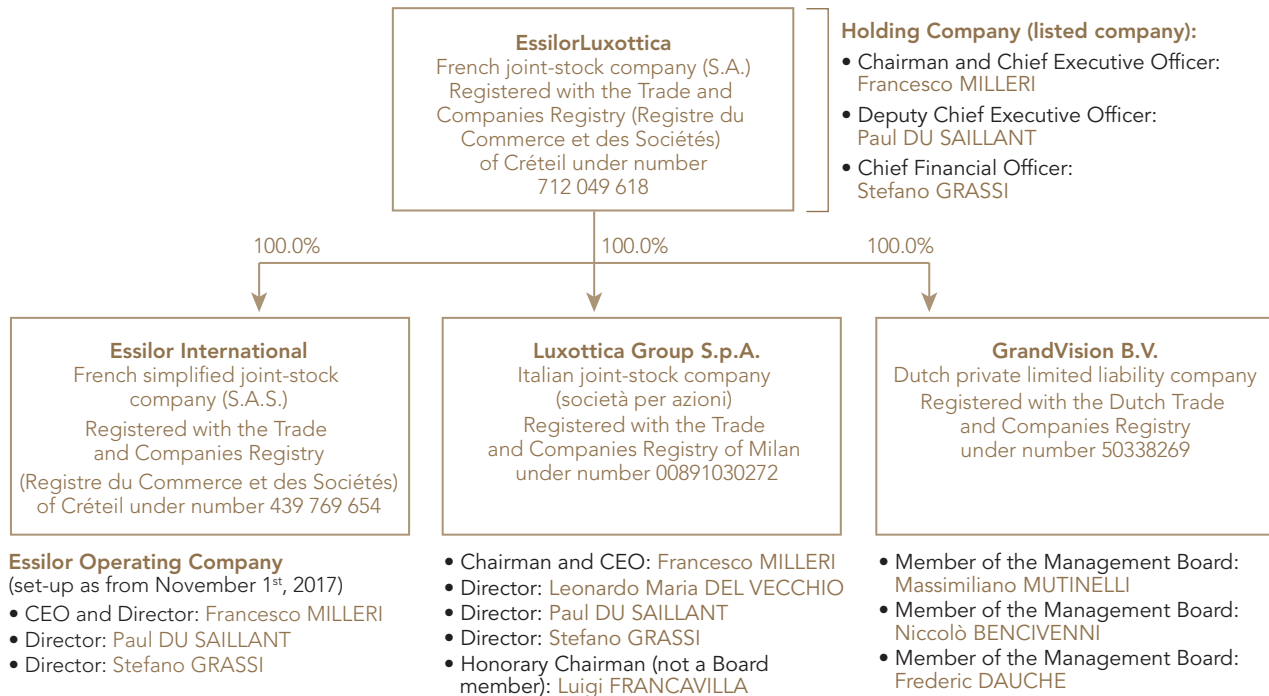 EssilorLuxottica
French joint-stock company (S.A.)
Registered with the Trade and
Companies Registry (Registre du
Commerce et des Sociétés)
of Créteil under number
712 049 618
Holding Company (listed company):
• Chairman and Chief Executive Officer:
Francesco MILLERI
• Deputy Chief Executive Officer:
Paul DU SAILLANT
• Chief Financial Officer:
Stefano GRASSI
100.0%
100.0%
100.0%
Essilor International
French simplified joint-stock
company (S.A.S.)
Registered with the Trade
and Companies Registry
(Registre du Commerce et des Sociétés)
of Créteil under number 439 769 654
Luxottica Group S.p.A.
Italian joint-stock company
(società per azioni)
Registered with the Trade
and Companies Registry of Milan
under number 00891030272
GrandVision B.V.
Dutch private limited liability company
Registered with the Dutch Trade
and Companies Registry
under number 50338269
Essilor Operating Company
(set-up as from November 1st, 2017)
• CEO and Director: Francesco MILLERI
• Director: Paul DU SAILLANT
• Director: Stefano GRASSI
• Chairman and CEO: Francesco MILLERI
• Director: Leonardo Maria DEL VECCHIO
• Director: Paul DU SAILLANT
• Director: Stefano GRASSI
• Honorary Chairman (not a Board
member): Luigi FRANCAVILLA
• Member of the Management Board:
Massimiliano MUTINELLI
• Member of the Management Board:
Niccolò BENCIVENNI
• Member of the Management Board:
Frederic DAUCHE